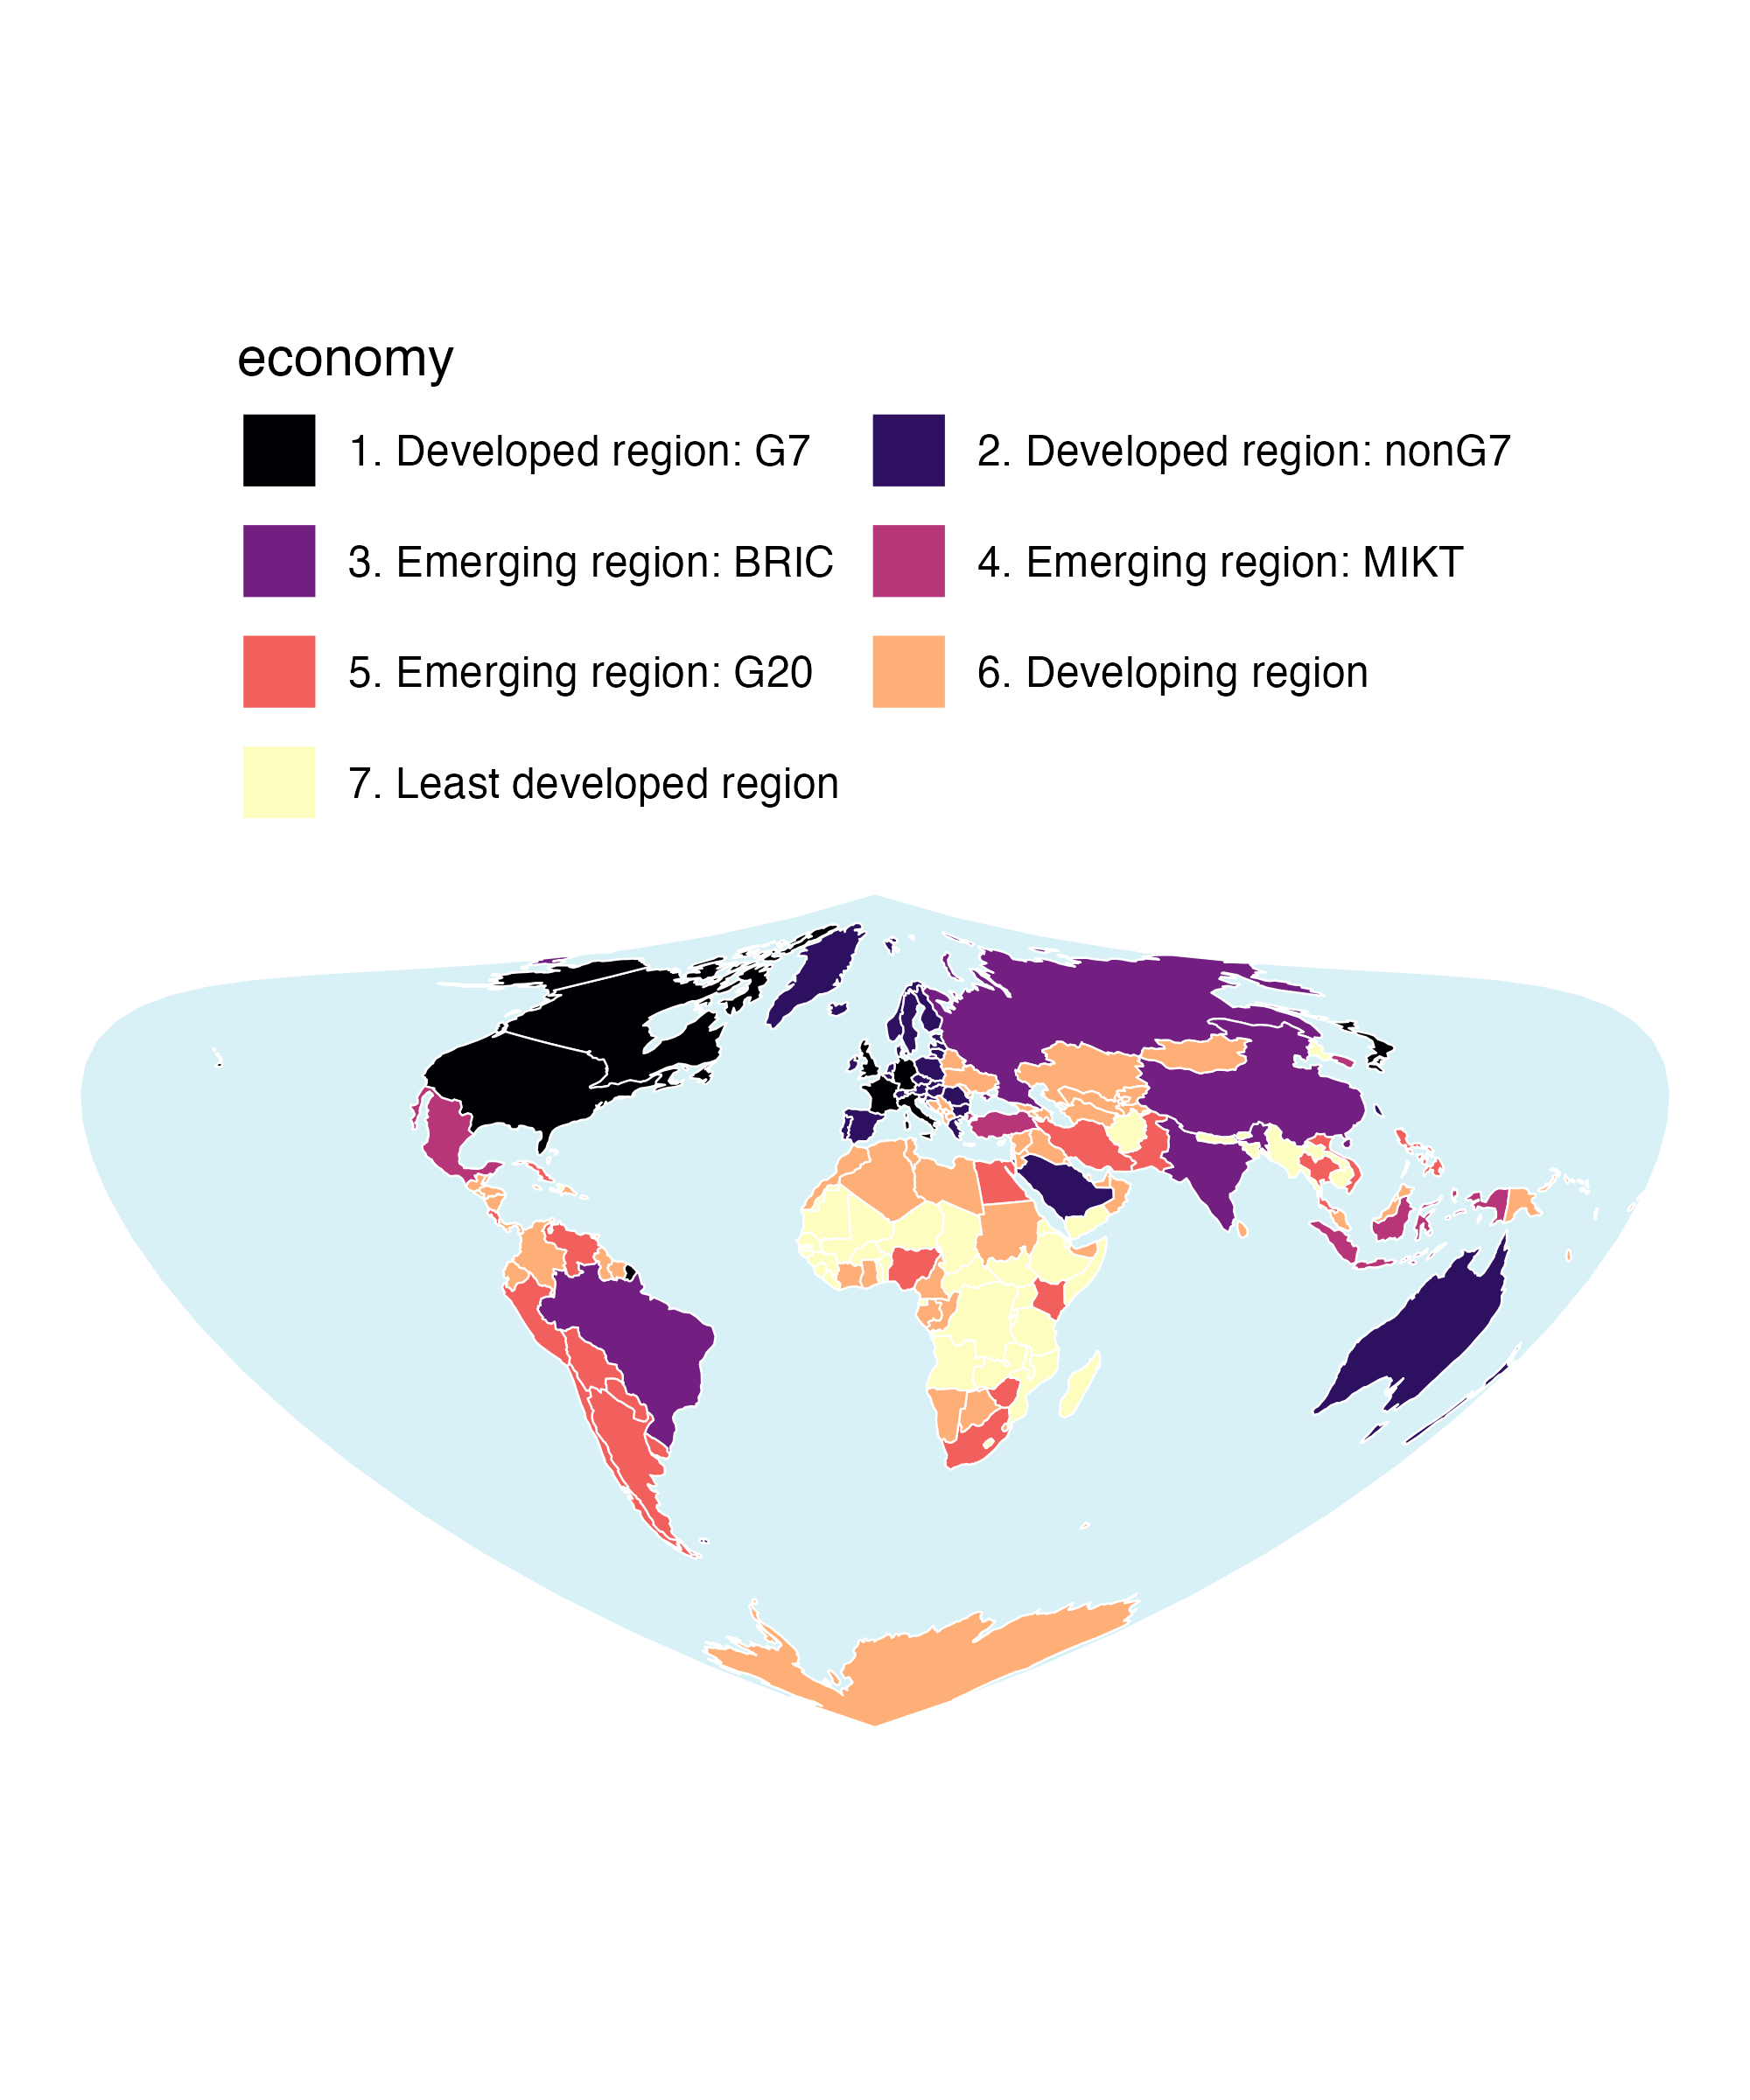 economy
1. Developed region: G7
2. Developed region: nonG7
3. Emerging region: BRIC
4. Emerging region: MIKT
5. Emerging region: G20
6. Developing region
7. Least developed region